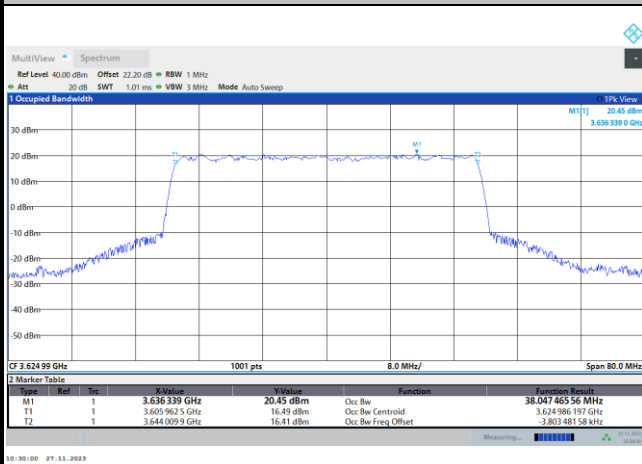 MultiView Spectrum
Ref Level 40.00 dBm Offset 22.20 dB RBW 1 MHz
Att 20 dB SWT 1.01 ms VBW 3 MHz Mode Auto Sweep
1 Occupied Bandwidth 1Pk View
M1[1] 20.45 dBm
3.636 339 0 GHz
M1
30 dBm
20 dBm
T1 T2
10 dBm
0 dBm
-10 dBm
-20 dBm
-30 dBm
-40 dBm
-50 dBm
CF 3.624 99 GHz 1001 pts 8.0 MHz/ Span 80.0 MHz
2 Marker Table
Type Ref Trc X-Value Y-Value Function Function Result
M1 1 3.636 339 GHz 20.45 dBm Occ Bw 38.047 465 56 MHz
T1 1 3.605 962 5 GHz 16.49 dBm Occ Bw Centroid 3.624 986 197 GHz
T2 1 3.644 009 9 GHz 16.41 dBm Occ Bw Freq Offset -3.803 481 58 kHz
Measuring... 27.11.2023
10:30:00
10:30:00 27.11.2023